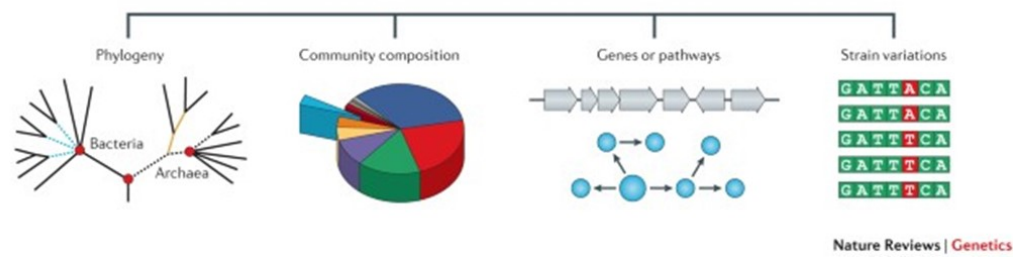 Phylogeny
Community composition
Genes or pathways
Strain variations
Bacteria
Archaea
GATTACA
GATTACA
GATTTCA
GATTTCA
GATTTCA
Nature Reviews | Genetics